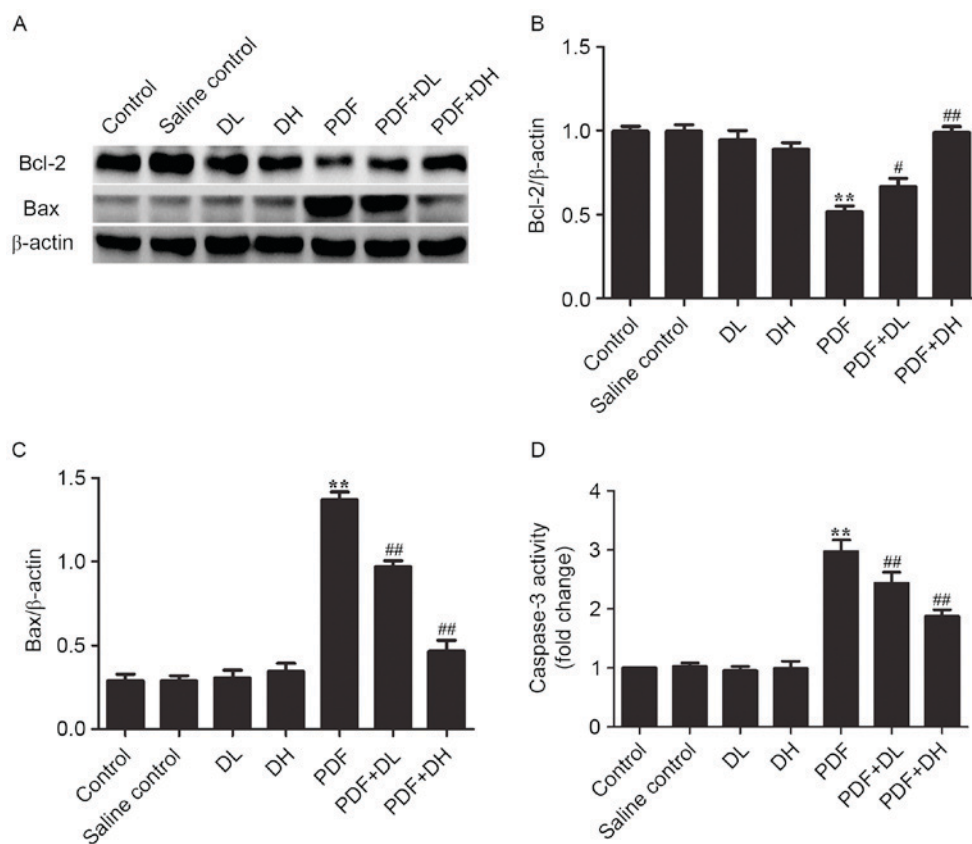 A
Control Saline control DL DH PDF PDF+DL PDF+DH
Bcl-2
Bax
β-actin
B
Bcl-2/β-actin
1.5
1.0
0.5
0.0
** # ##
Control Saline control DL DH PDF PDF+DL PDF+DH
C
Bax/β-actin
1.5
1.0
0.5
0.0
** ## ##
Control Saline control DL DH PDF PDF+DL PDF+DH
D
Caspase-3 activity
(fold change)
4
3
2
1
0
** ## ##
Control Saline control DL DH PDF PDF+DL PDF+DH